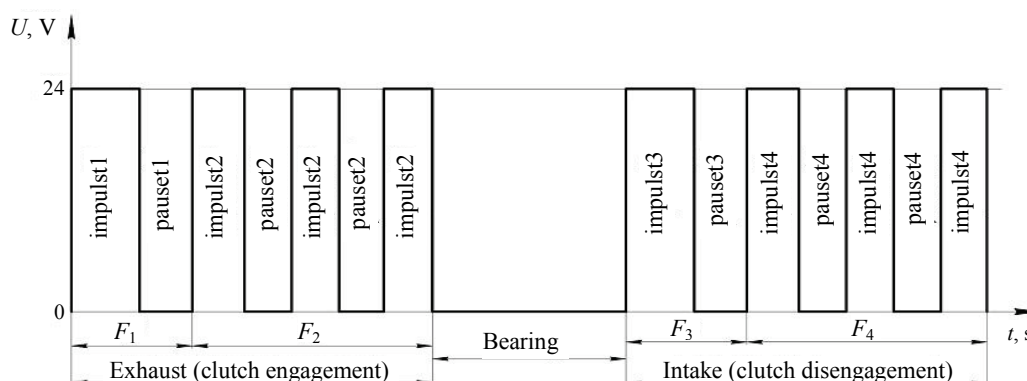 U, V
24
impulst1
pauset1
impulst2
pauset2
impulst2
pauset2
impulst2
impulst3
pauset3
impulst4
pauset4
impulst4
pauset4
impulst4
0
F1
F2
F3
F4
t, s
Bearing
Exhaust (clutch engagement)
Intake (clutch disengagement)